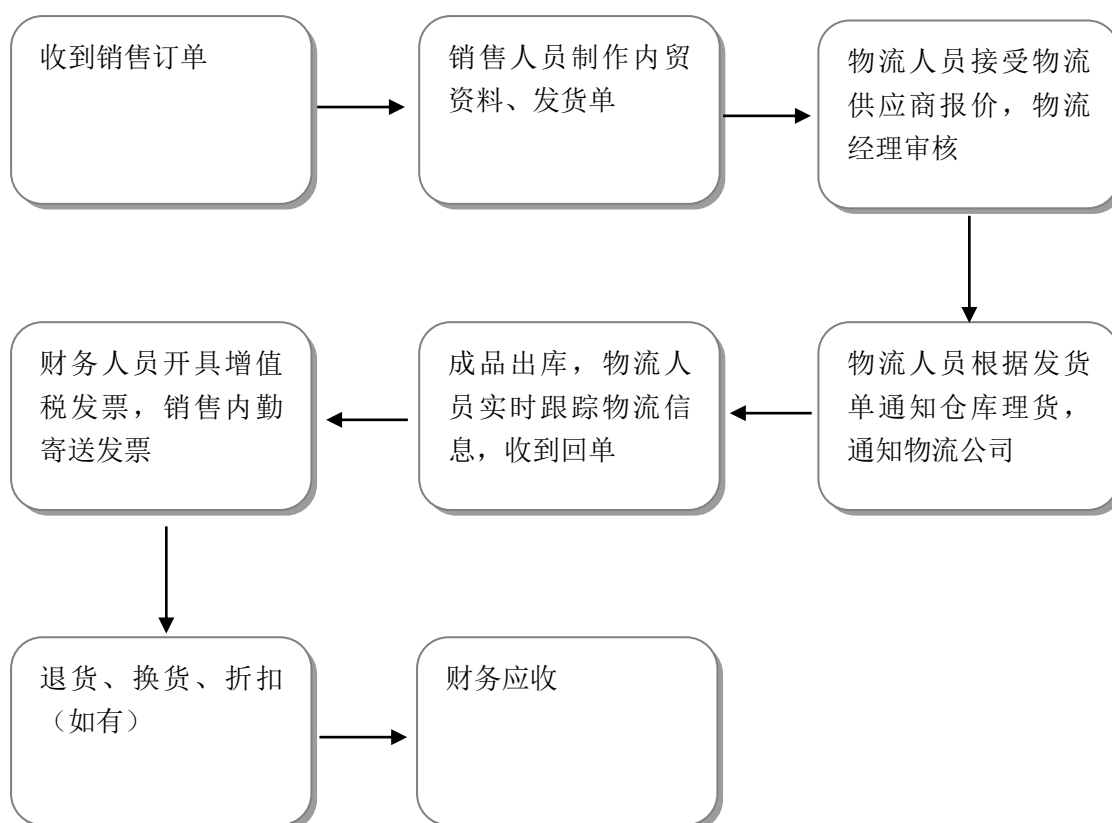 收到销售订单
销售人员制作内贸
资料、发货单
物流人员接受物流
供应商报价，物流
经理审核
物流人员根据发货
单通知仓库理货，
通知物流公司
成品出库，物流人
员实时跟踪物流信
息，收到回单
财务人员开具增值
税发票，销售内勤
寄送发票
退货、换货、折扣
（如有）
财务应收